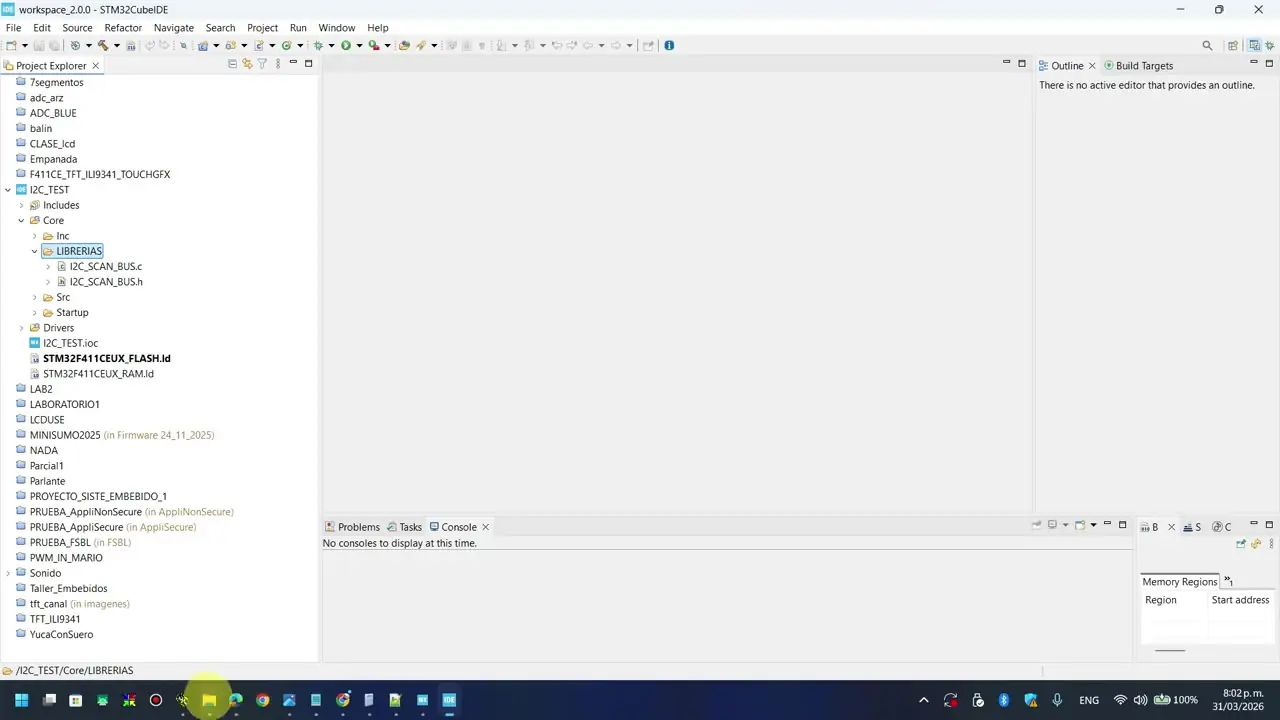 workspace_2.0.0 - STM32CubeIDE
File Edit Source Refactor Navigate Search Project Run Window Help
Project Explorer
7segmentos
adc_arz
ADC_BLUE
balin
CLASE_lcd
Empanada
F411CE_TFT_ILI9341_TOUCHGFX
I2C_TEST
Includes
Core
Inc
LIBRERIAS
I2C_SCAN_BUS.c
I2C_SCAN_BUS.h
Src
Startup
Drivers
I2C_TEST.ioc
STM32F411CEUX_FLASH.ld
STM32F411CEUX_RAM.ld
LAB2
LABORATORIO1
LCDUSE
MINISUMO2025 (in Firmware 24_11_2025)
NADA
Parcial1
Parlante
PROYECTO_SISTE_EMBEBIDO_1
PRUEBA_AppliNonSecure (in AppliNonSecure)
PRUEBA_AppliSecure (in AppliSecure)
PRUEBA_FSBL (in FSBL)
PWM_IN_MARIO
Sonido
Taller_Embebidos
tft_canal (in imagenes)
TFT_ILI9341
YucaConSuero
Outline Build Targets
There is no active editor that provides an outline.
Problems Tasks Console
No consoles to display at this time.
B S C
Memory Regions
Region Start address
/I2C_TEST/Core/LIBRERIAS
ENG 100% 8:02 p.m.
31/03/2026